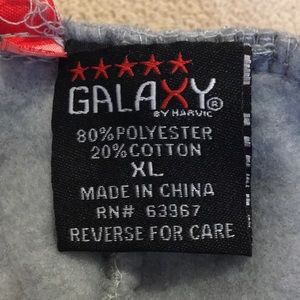 GALAXY®
BY HARVIC
80% POLYESTER
20% COTTON
XL
MADE IN CHINA
RN# 63967
REVERSE FOR CARE